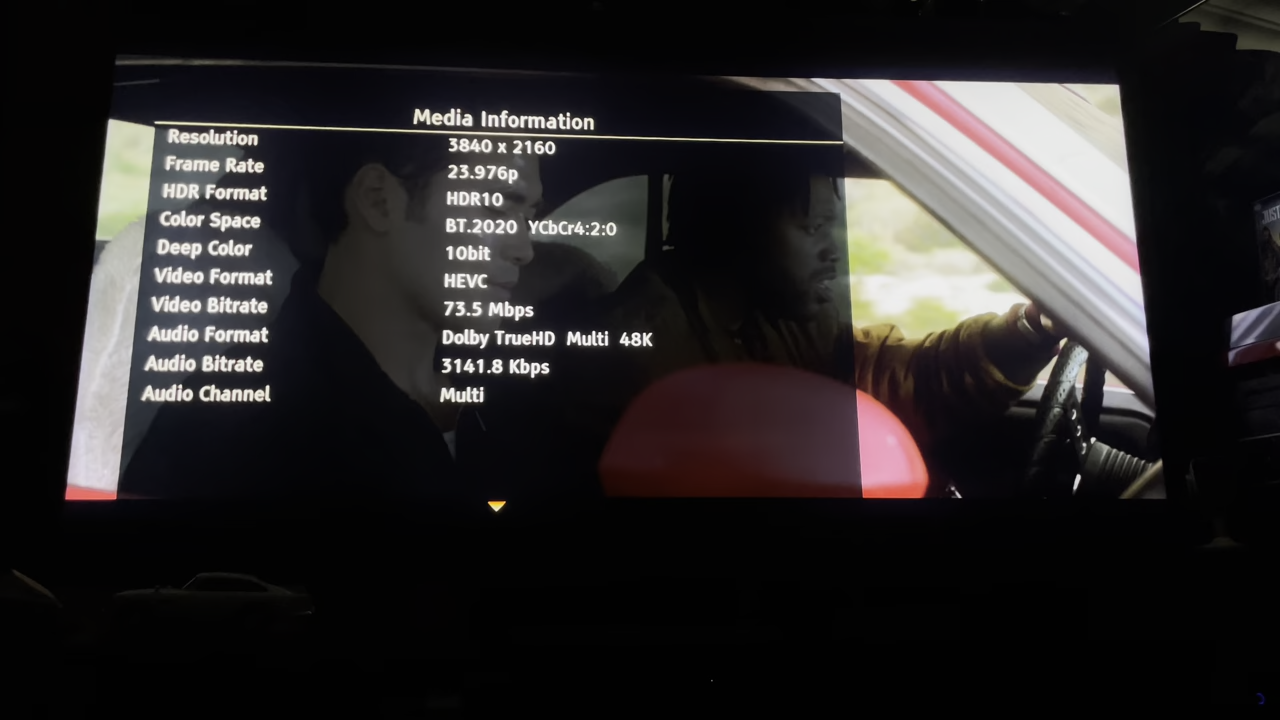 Media Information
Resolution 3840 x 2160
Frame Rate 23.976p
HDR Format HDR10
Color Space BT.2020 YCbCr4:2:0
Deep Color 10bit
Video Format HEVC
Video Bitrate 73.5 Mbps
Audio Format Dolby TrueHD Multi 48K
Audio Bitrate 3141.8 Kbps
Audio Channel Multi